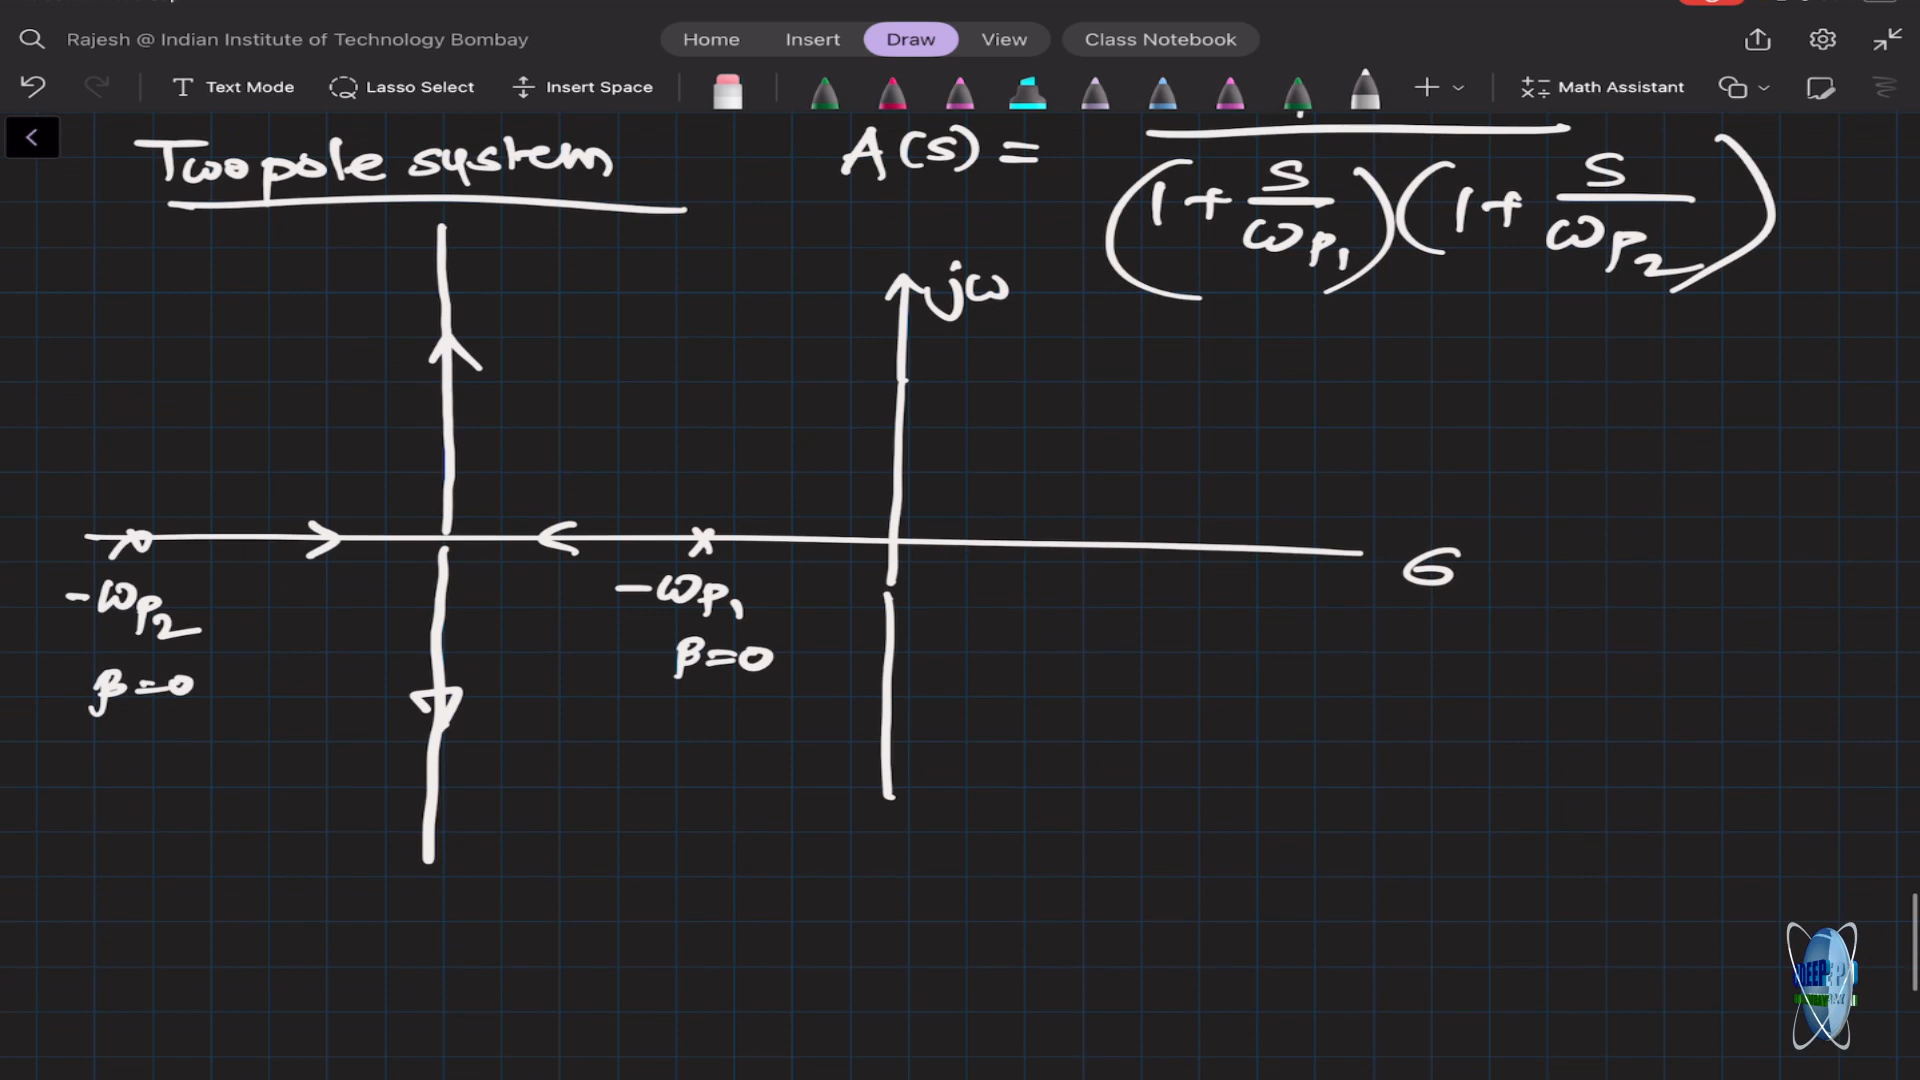 Rajesh @ Indian Institute of Technology Bombay
Home Insert Draw View Class Notebook
Text Mode Lasso Select Insert Space Math Assistant
Two pole system
A(s) =
(1 + s/ωp1)(1 + s/ωp2)
jω
σ
-ωp2
β=0
-ωp1
β=0